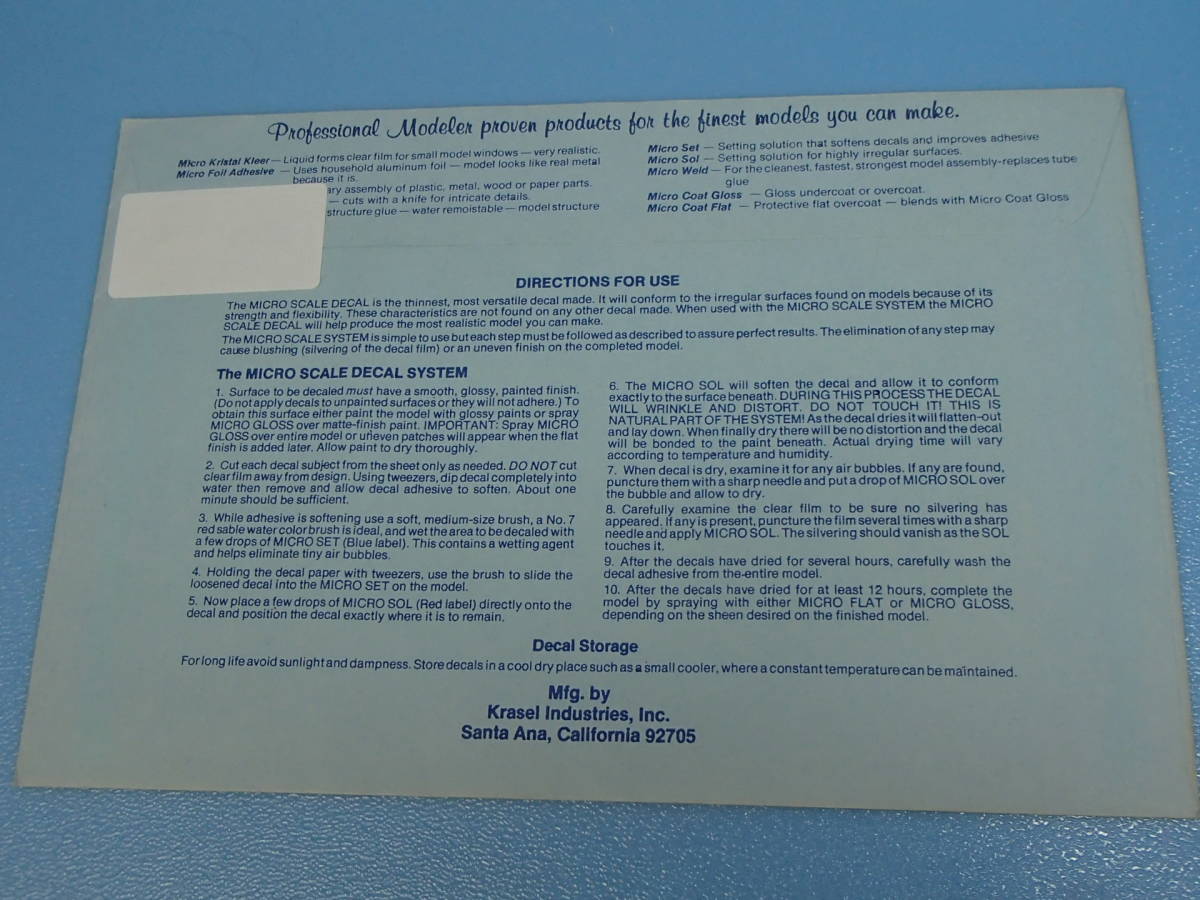 Professional Modeler proven products for the finest models you can make.
Micro Kristal Kleer — Liquid forms clear film for small model windows — very realistic.
Micro Foil Adhesive — Uses household aluminum foil — model looks like real metal
because it is.
ary assembly of plastic, metal, wood or paper parts.
— cuts with a knife for intricate details.
structure glue — water remoistable — model structure
Micro Set — Setting solution that softens decals and improves adhesive
Micro Sol — Setting solution for highly irregular surfaces.
Micro Weld — For the cleanest, fastest, strongest model assembly-replaces tube
glue
Micro Coat Gloss — Gloss undercoat or overcoat.
Micro Coat Flat — Protective flat overcoat — blends with Micro Coat Gloss
DIRECTIONS FOR USE
The MICRO SCALE DECAL is the thinnest, most versatile decal made. It will conform to the irregular surfaces found on models because of its
strength and flexibility. These characteristics are not found on any other decal made. When used with the MICRO SCALE SYSTEM the MICRO
SCALE DECAL will help produce the most realistic model you can make.
The MICRO SCALE SYSTEM is simple to use but each step must be followed as described to assure perfect results. The elimination of any step may
cause blushing (silvering of the decal film) or an uneven finish on the completed model.
The MICRO SCALE DECAL SYSTEM
1. Surface to be decaled must have a smooth, glossy, painted finish.
(Do not apply decals to unpainted surfaces or they will not adhere.) To
obtain this surface either paint the model with glossy paints or spray
MICRO GLOSS over matte-finish paint. IMPORTANT: Spray MICRO
GLOSS over entire model or uneven patches will appear when the flat
finish is added later. Allow paint to dry thoroughly.
2. Cut each decal subject from the sheet only as needed. DO NOT cut
clear film away from design. Using tweezers, dip decal completely into
water then remove and allow decal adhesive to soften. About one
minute should be sufficient.
3. While adhesive is softening use a soft, medium-size brush, a No. 7
red sable water color brush is ideal, and wet the area to be decaled with
a few drops of MICRO SET (Blue label). This contains a wetting agent
and helps eliminate tiny air bubbles.
4. Holding the decal paper with tweezers, use the brush to slide the
loosened decal into the MICRO SET on the model.
5. Now place a few drops of MICRO SOL (Red label) directly onto the
decal and position the decal exactly where it is to remain.
6. The MICRO SOL will soften the decal and allow it to conform
exactly to the surface beneath. DURING THIS PROCESS THE DECAL
WILL WRINKLE AND DISTORT. DO NOT TOUCH IT! THIS IS
NATURAL PART OF THE SYSTEM! As the decal dries it will flatten-out
and lay down. When finally dry there will be no distortion and the decal
will be bonded to the paint beneath. Actual drying time will vary
according to temperature and humidity.
7. When decal is dry, examine it for any air bubbles. If any are found,
puncture them with a sharp needle and put a drop of MICRO SOL over
the bubble and allow to dry.
8. Carefully examine the clear film to be sure no silvering has
appeared. If any is present, puncture the film several times with a sharp
needle and apply MICRO SOL. The silvering should vanish as the SOL
touches it.
9. After the decals have dried for several hours, carefully wash the
decal adhesive from the entire model.
10. After the decals have dried for at least 12 hours, complete the
model by spraying with either MICRO FLAT or MICRO GLOSS,
depending on the sheen desired on the finished model.
Decal Storage
For long life avoid sunlight and dampness. Store decals in a cool dry place such as a small cooler, where a constant temperature can be maintained.
Mfg. by
Krasel Industries, Inc.
Santa Ana, California 92705